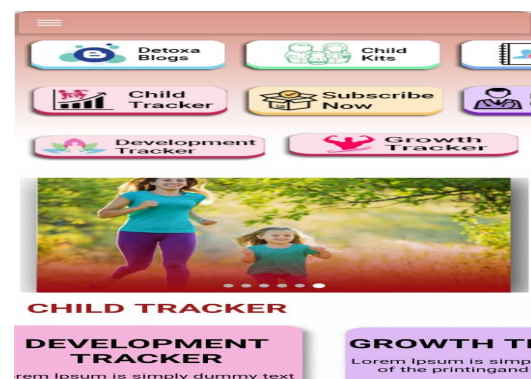 Detoxa
Blogs
Child
Kits
Child
Tracker
Subscribe
Now
Development
Tracker
Growth
Tracker
CHILD TRACKER
DEVELOPMENT
TRACKER
rem Ipsum is simply dummy text
GROWTH T
Lorem Ipsum is simp
of the printingand